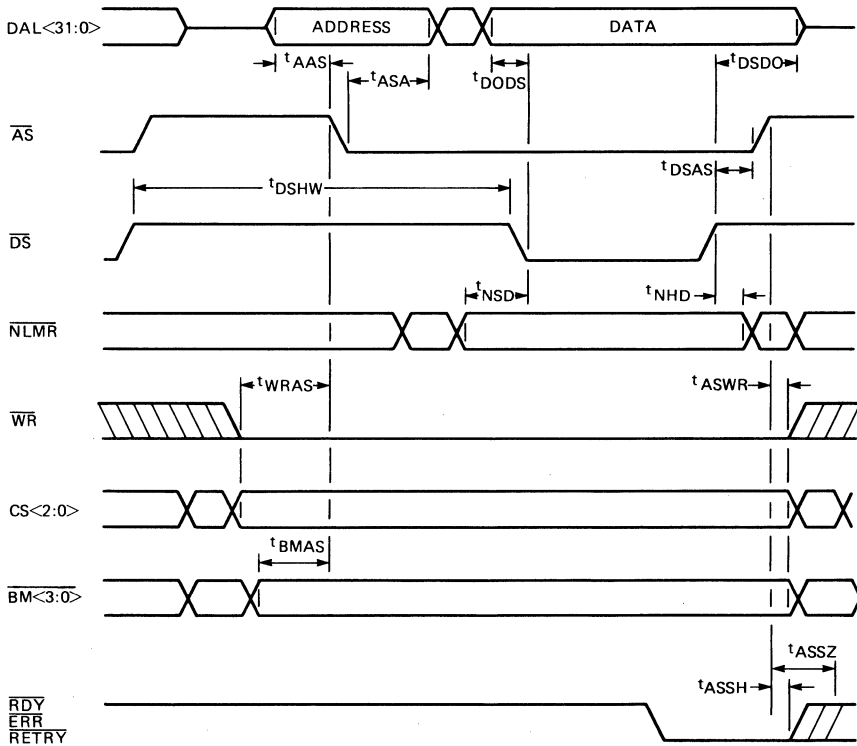 DAL<31:0>
ADDRESS
DATA
tAAS
tASA
tDODS
tDSDO
AS
tDSAS
tDSHW
DS
tNSD
tNHD
NLMR
tWRAS
tASWR
WR
CS<2:0>
tBMAS
BM<3:0>
tASSZ
tASSH
RDY
ERR
RETRY